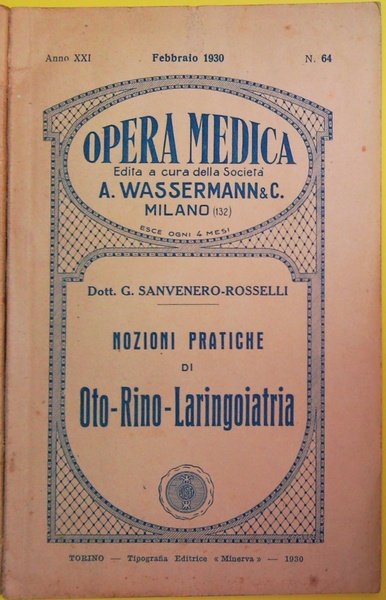 Anno XXI Febbraio 1930 N. 64
OPERA MEDICA
Edita a cura della Società
A. WASSERMANN & C.
MILANO (132)
ESCE OGNI 4 MESI
Dott. G. SANVENERO-ROSSELLI
NOZIONI PRATICHE
DI
Oto-Rino-Laringoiatria
TORINO — Tipografia Editrice « Minerva » — 1930